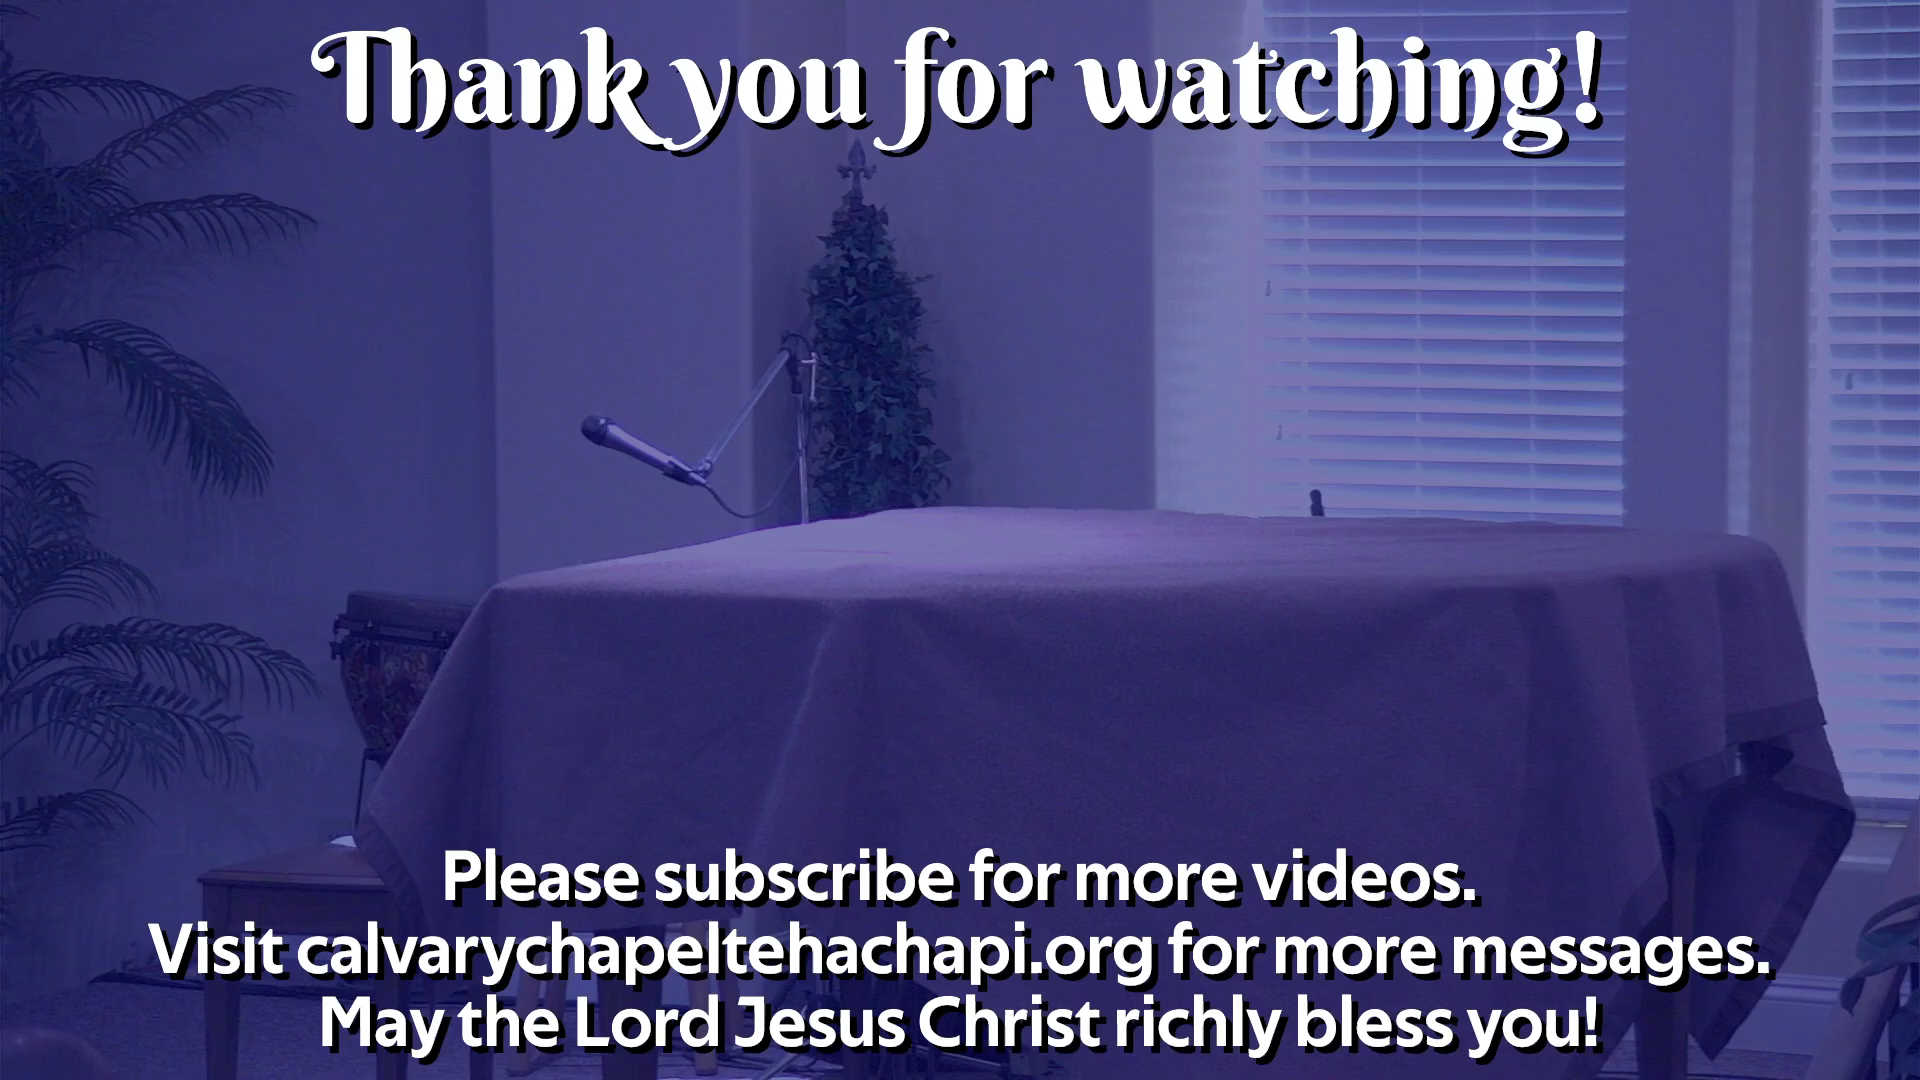 Thank you for watching!
Please subscribe for more videos.
Visit calvarychapeltehachapi.org for more messages.
May the Lord Jesus Christ richly bless you!